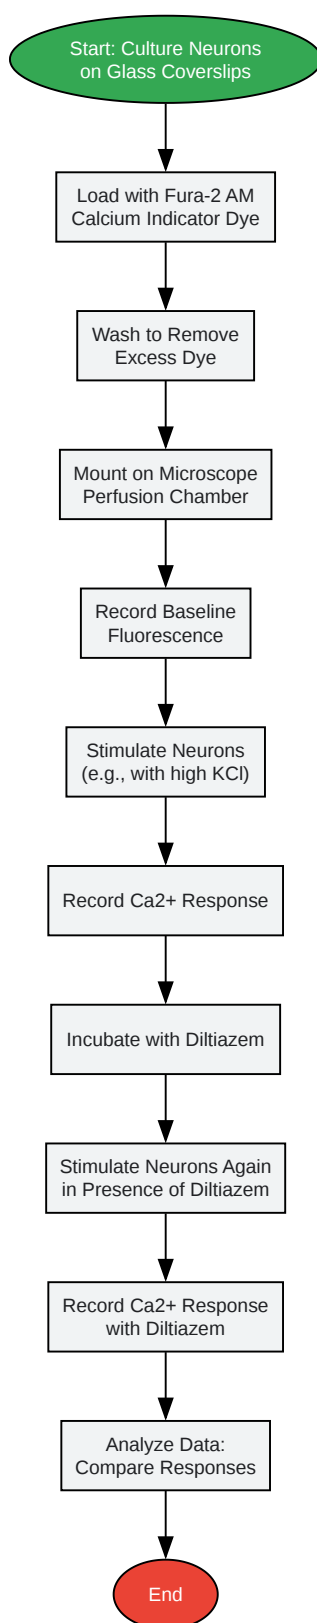 Start: Culture Neurons
on Glass Coverslips
Load with Fura-2 AM
Calcium Indicator Dye
Wash to Remove
Excess Dye
Mount on Microscope
Perfusion Chamber
Record Baseline
Fluorescence
Stimulate Neurons
(e.g., with high KCl)
Record Ca2+ Response
Incubate with Diltiazem
Stimulate Neurons Again
in Presence of Diltiazem
Record Ca2+ Response
with Diltiazem
Analyze Data:
Compare Responses
End